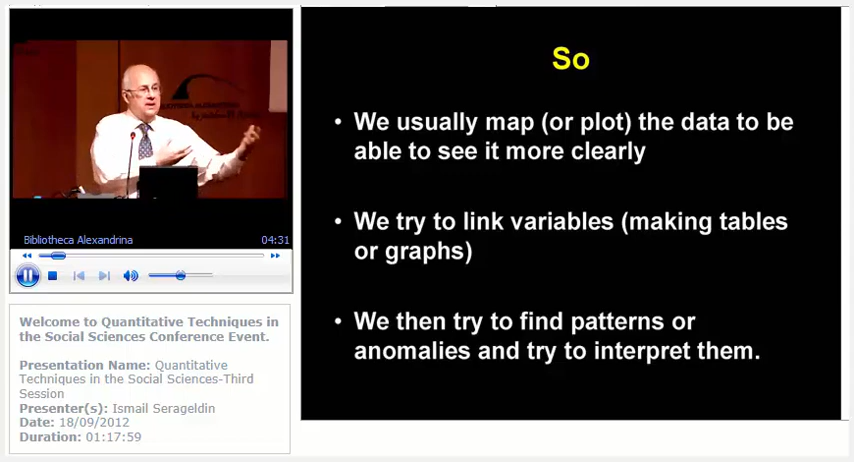 Bibliotheca Alexandrina 04:31
Welcome to Quantitative Techniques in
the Social Sciences Conference Event.
Presentation Name: Quantitative
Techniques in the Social Sciences-Third
Session
Presenter(s): Ismail Serageldin
Date: 18/09/2012
Duration: 01:17:59
So
• We usually map (or plot) the data to be
able to see it more clearly
• We try to link variables (making tables
or graphs)
• We then try to find patterns or
anomalies and try to interpret them.